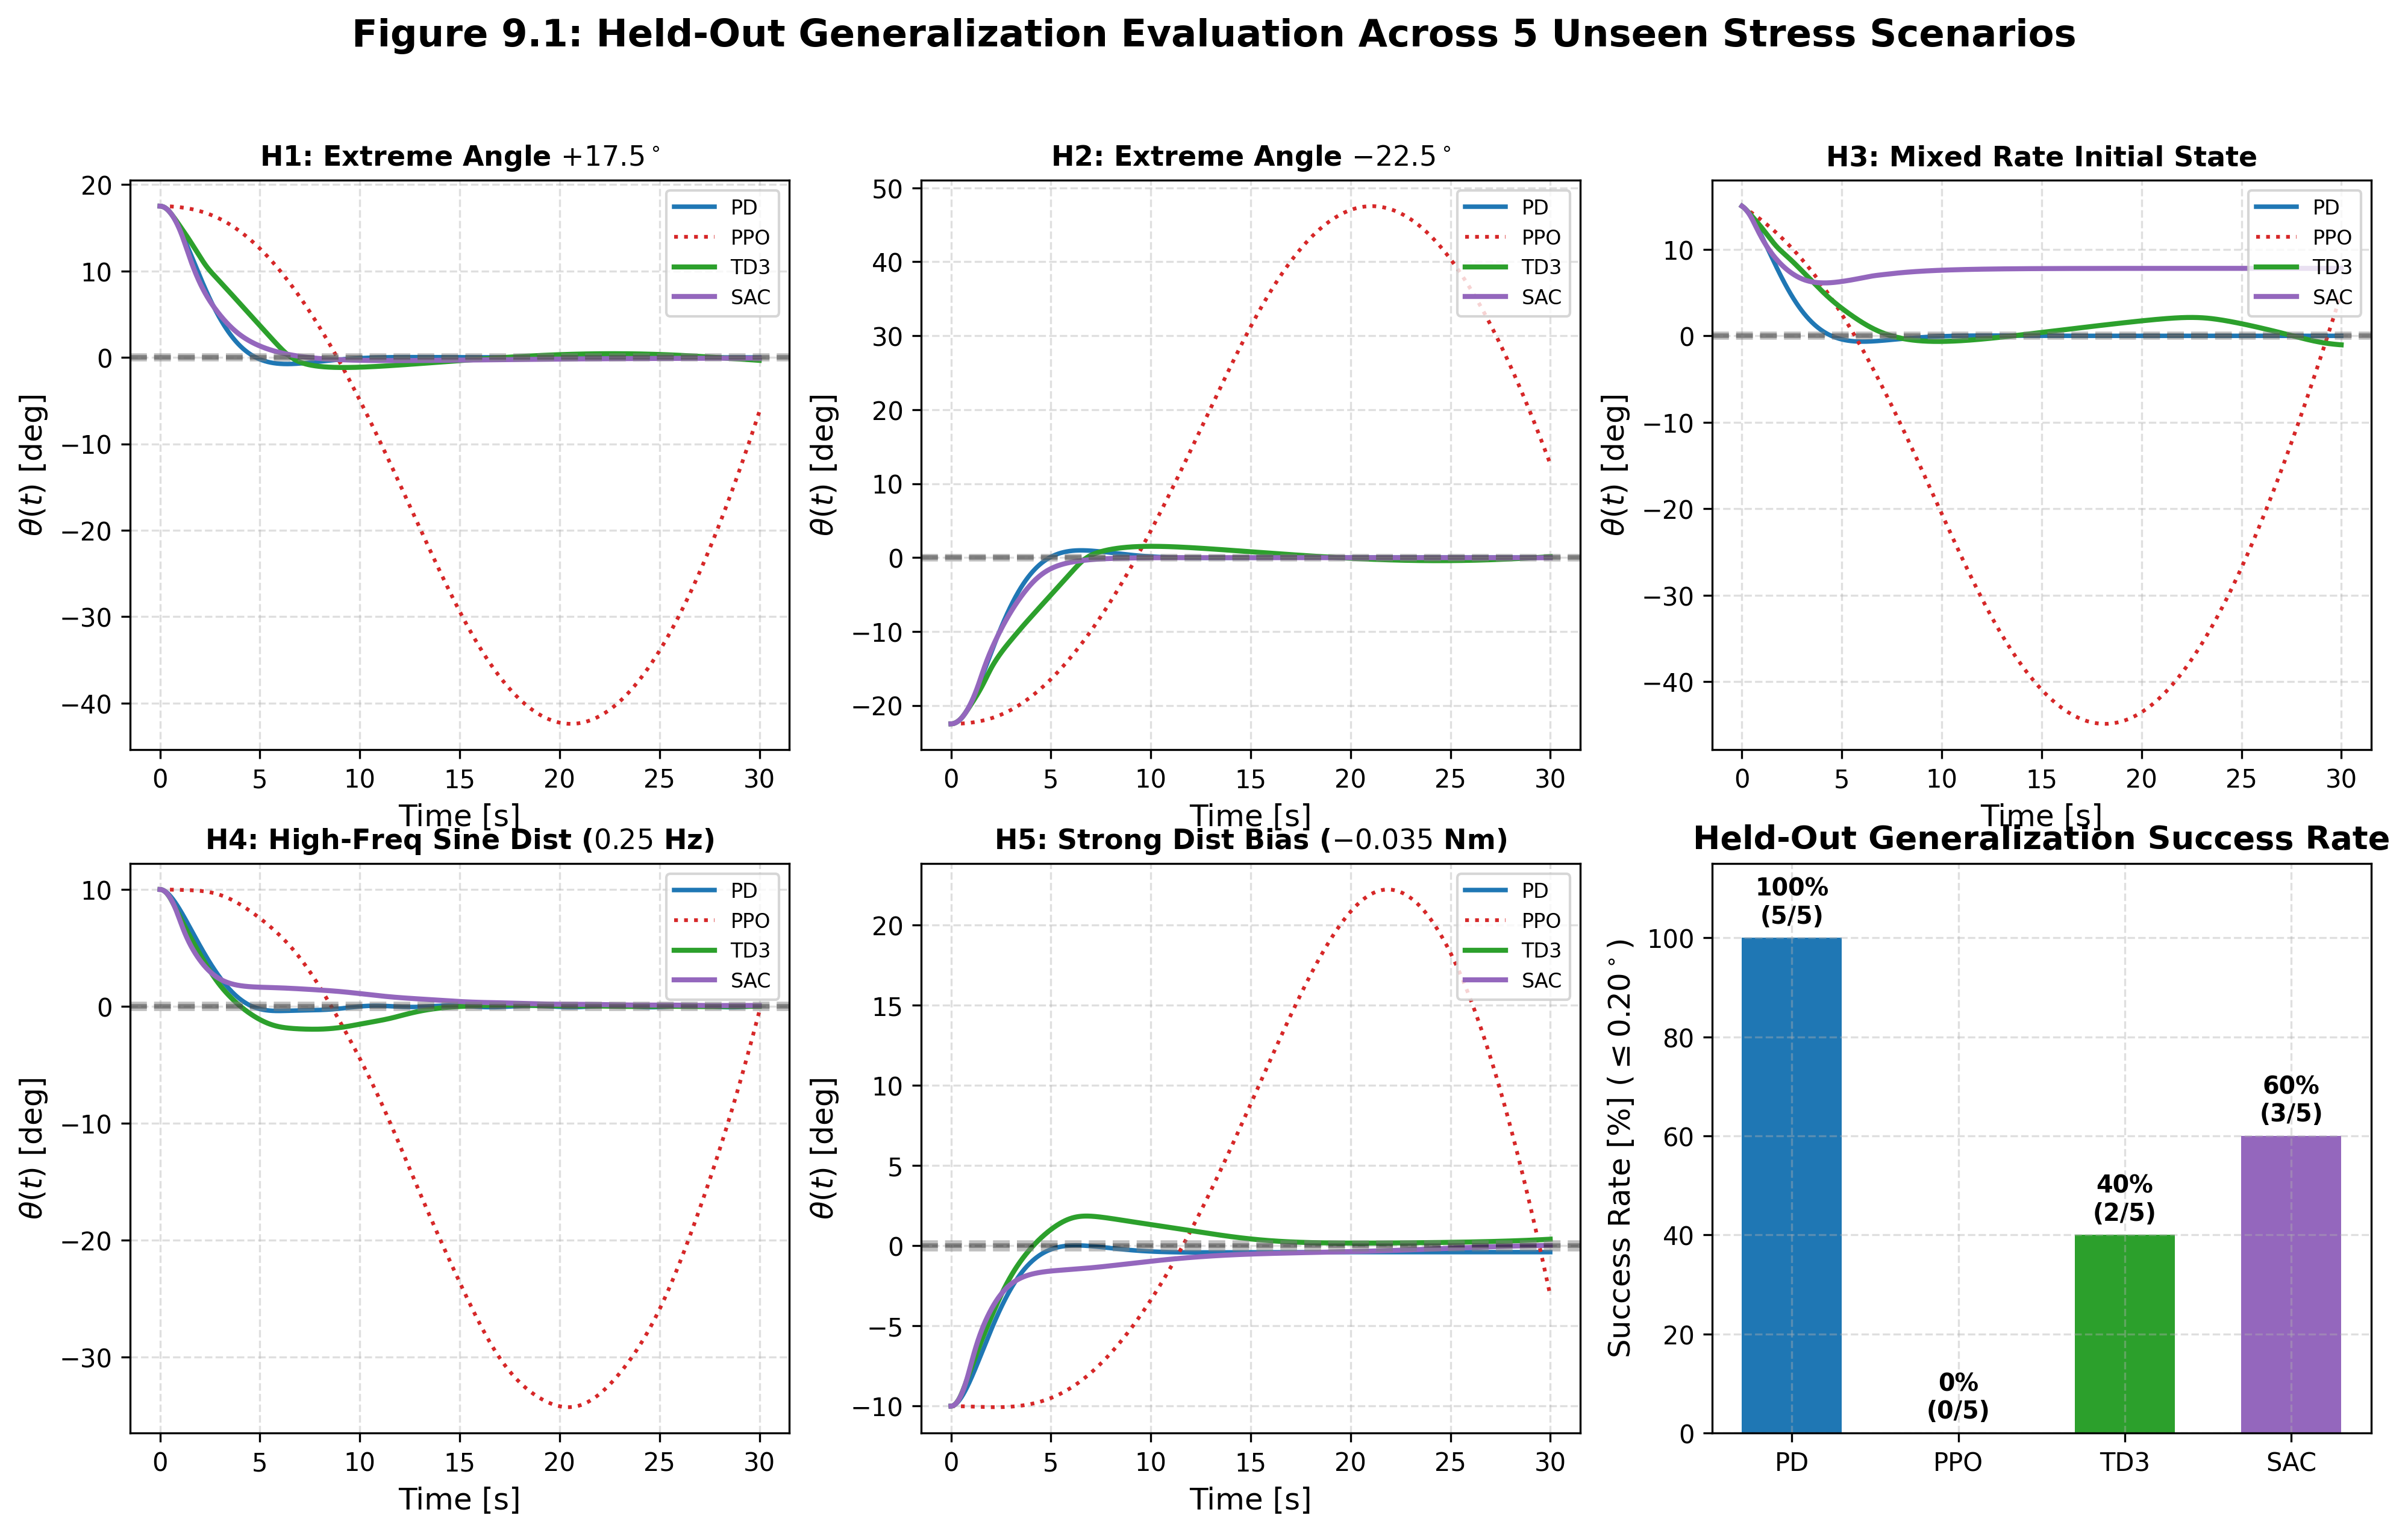 Figure 9.1: Held-Out Generalization Evaluation Across 5 Unseen Stress Scenarios
H1: Extreme Angle +17.5°
20
10
0
−10
−20
−30
−40
θ(t) [deg]
0 5 10 15 20 25 30
Time [s]
PD
PPO
TD3
SAC
H2: Extreme Angle −22.5°
50
40
30
20
10
0
−10
−20
θ(t) [deg]
0 5 10 15 20 25 30
Time [s]
PD
PPO
TD3
SAC
H3: Mixed Rate Initial State
10
0
−10
−20
−30
−40
θ(t) [deg]
0 5 10 15 20 25 30
Time [s]
PD
PPO
TD3
SAC
H4: High-Freq Sine Dist (0.25 Hz)
10
0
−10
−20
−30
θ(t) [deg]
0 5 10 15 20 25 30
Time [s]
PD
PPO
TD3
SAC
H5: Strong Dist Bias (−0.035 Nm)
20
15
10
5
0
−5
−10
θ(t) [deg]
0 5 10 15 20 25 30
Time [s]
PD
PPO
TD3
SAC
Held-Out Generalization Success Rate
100
80
60
40
20
0
Success Rate [%] (≤0.20°)
100%
(5/5)
0%
(0/5)
40%
(2/5)
60%
(3/5)
PD PPO TD3 SAC